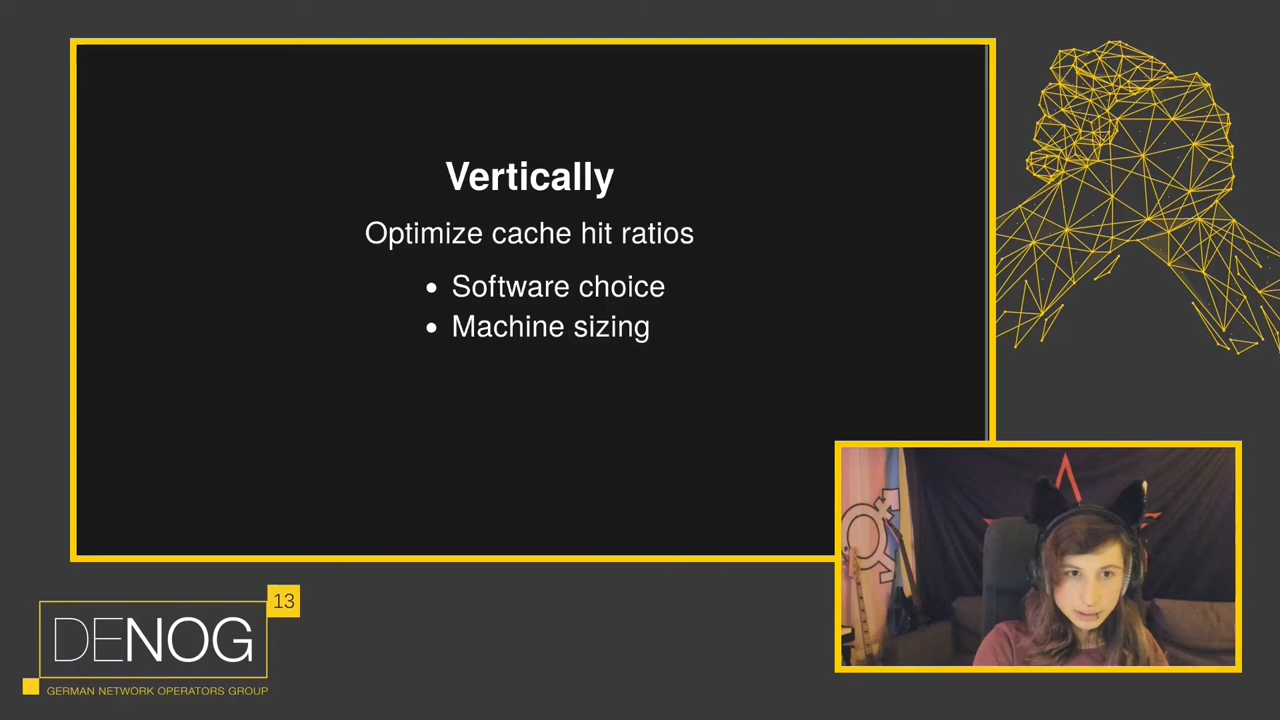 Vertically
Optimize cache hit ratios
• Software choice
• Machine sizing
13
DENOG
GERMAN NETWORK OPERATORS GROUP